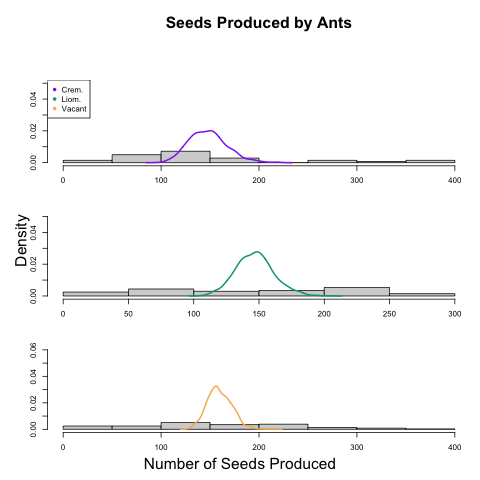 Seeds Produced by Ants
Crem.
Liom.
Vacant
0.00 0.02 0.04
0 100 200 300 400
Density
0.00 0.02 0.04
0 50 100 150 200 250 300
0.00 0.02 0.04 0.06
0 100 200 300 400
Number of Seeds Produced